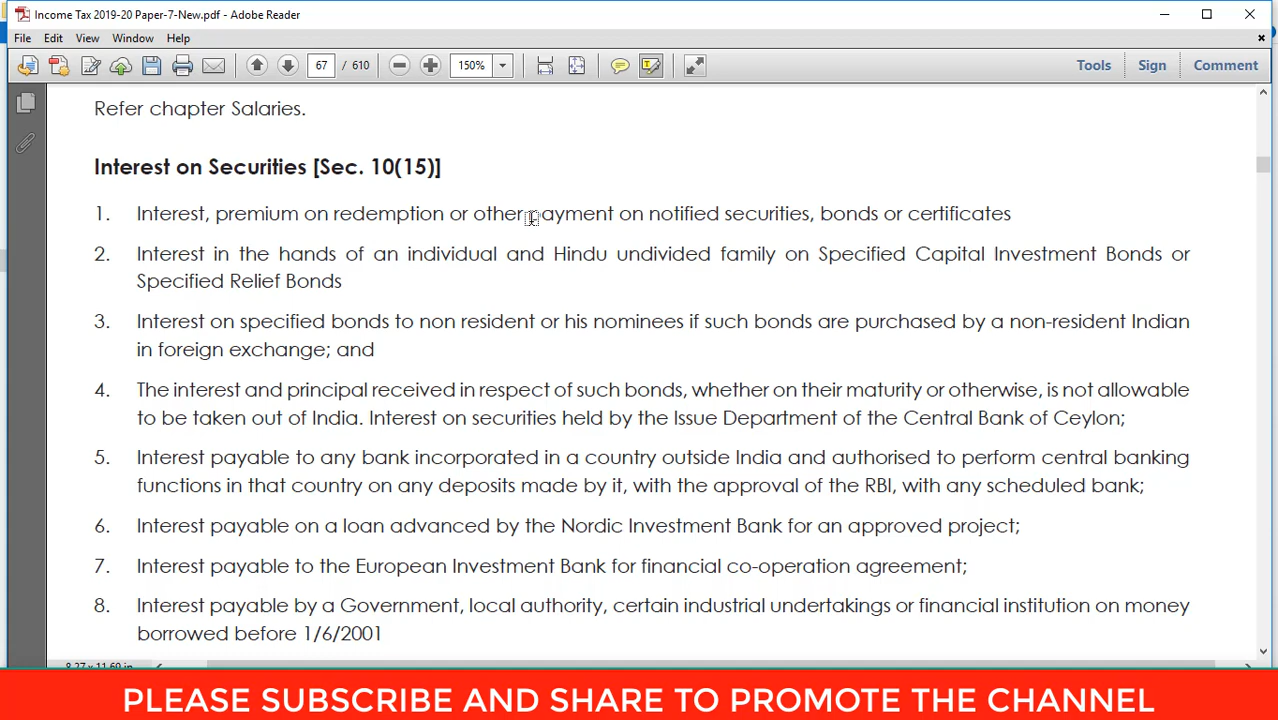 Income Tax 2019-20 Paper-7-New.pdf - Adobe Reader
File Edit View Window Help
67 / 610 150% Tools Sign Comment
Refer chapter Salaries.
Interest on Securities [Sec. 10(15)]
1. Interest, premium on redemption or other payment on notified securities, bonds or certificates
2. Interest in the hands of an individual and Hindu undivided family on Specified Capital Investment Bonds or
Specified Relief Bonds
3. Interest on specified bonds to non resident or his nominees if such bonds are purchased by a non-resident Indian
in foreign exchange; and
4. The interest and principal received in respect of such bonds, whether on their maturity or otherwise, is not allowable
to be taken out of India. Interest on securities held by the Issue Department of the Central Bank of Ceylon;
5. Interest payable to any bank incorporated in a country outside India and authorised to perform central banking
functions in that country on any deposits made by it, with the approval of the RBI, with any scheduled bank;
6. Interest payable on a loan advanced by the Nordic Investment Bank for an approved project;
7. Interest payable to the European Investment Bank for financial co-operation agreement;
8. Interest payable by a Government, local authority, certain industrial undertakings or financial institution on money
borrowed before 1/6/2001
8.27 x 11.69 in
PLEASE SUBSCRIBE AND SHARE TO PROMOTE THE CHANNEL